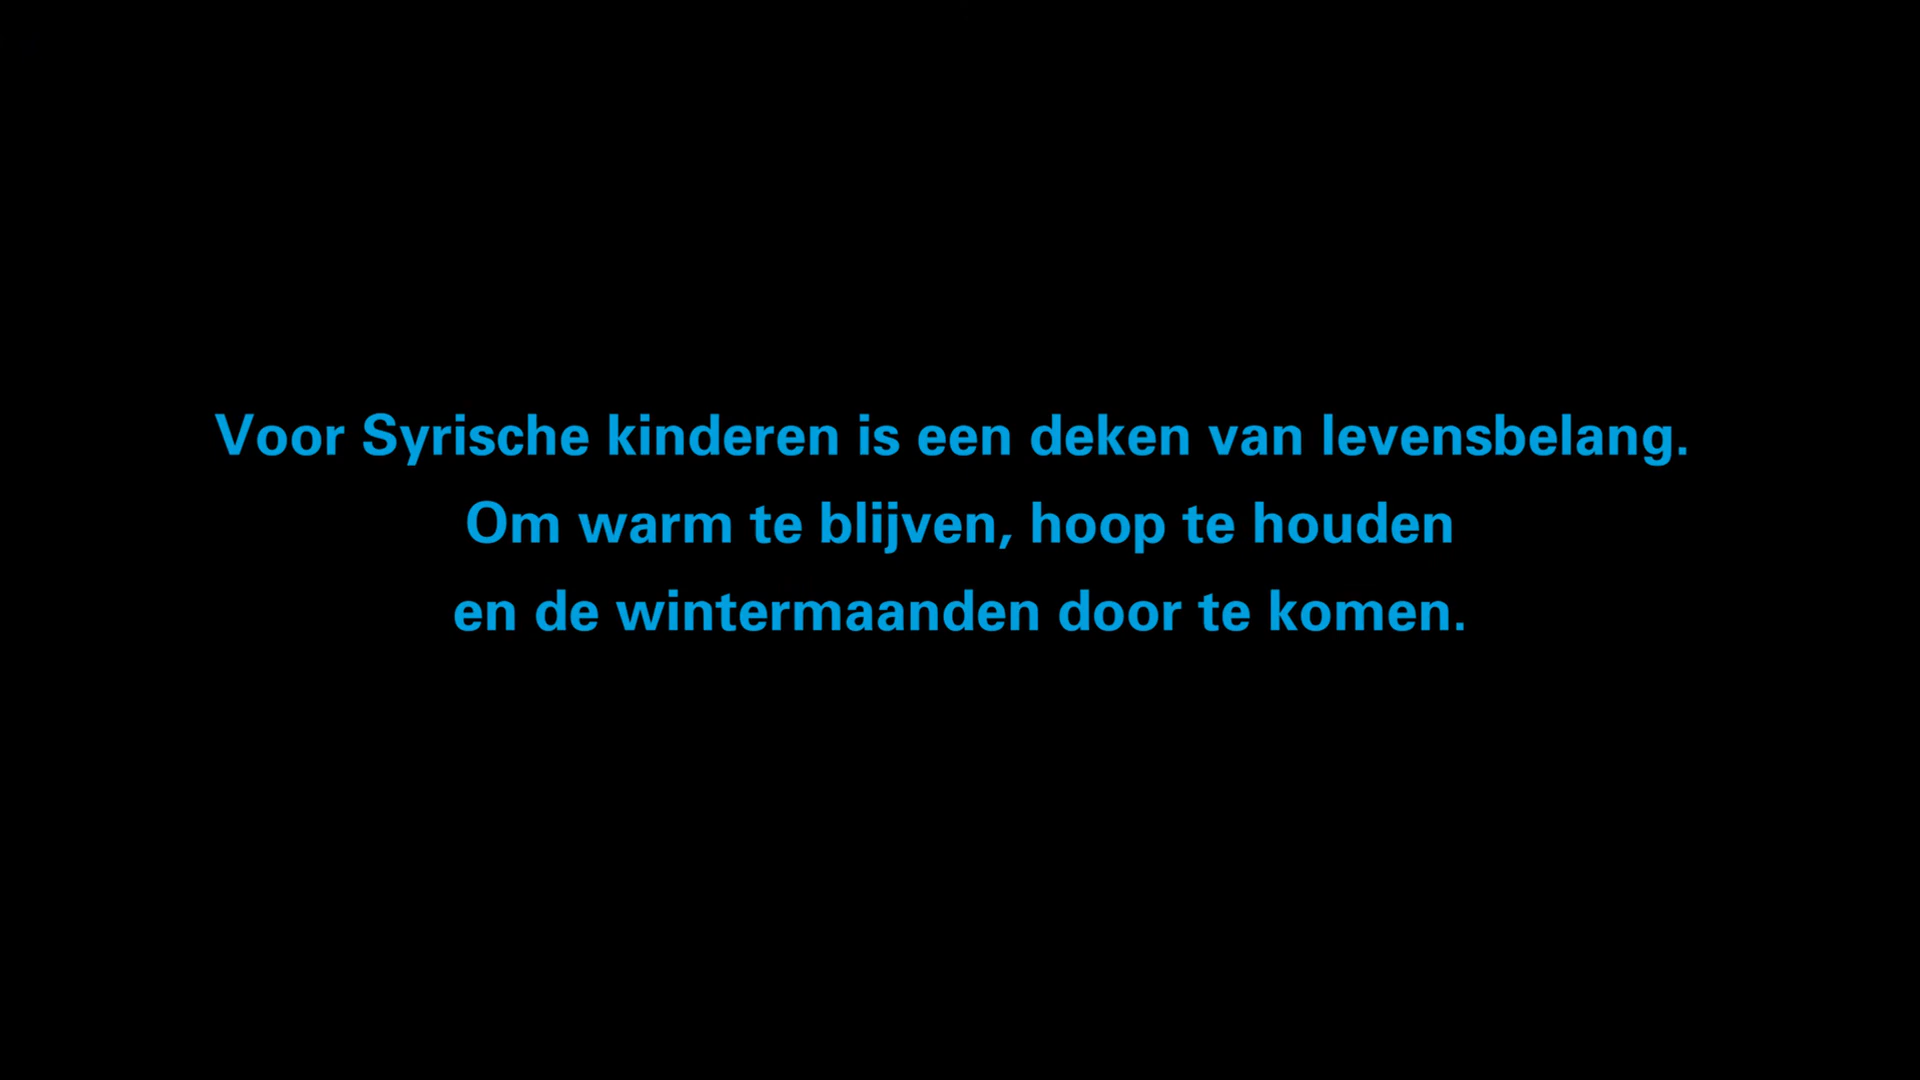 Voor Syrische kinderen is een deken van levensbelang.
Om warm te blijven, hoop te houden
en de wintermaanden door te komen.